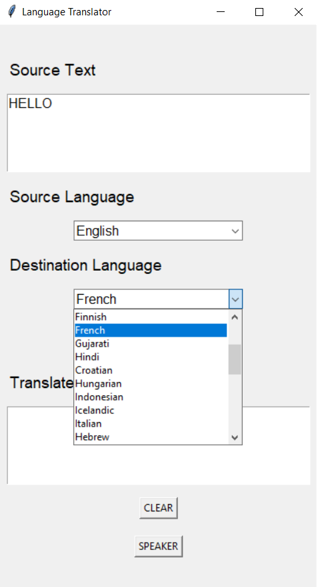 Language Translator
Source Text
HELLO
Source Language
English
Destination Language
French
Finnish
French
Gujarati
Hindi
Croatian
Hungarian
Indonesian
Icelandic
Italian
Hebrew
Translate
CLEAR
SPEAKER